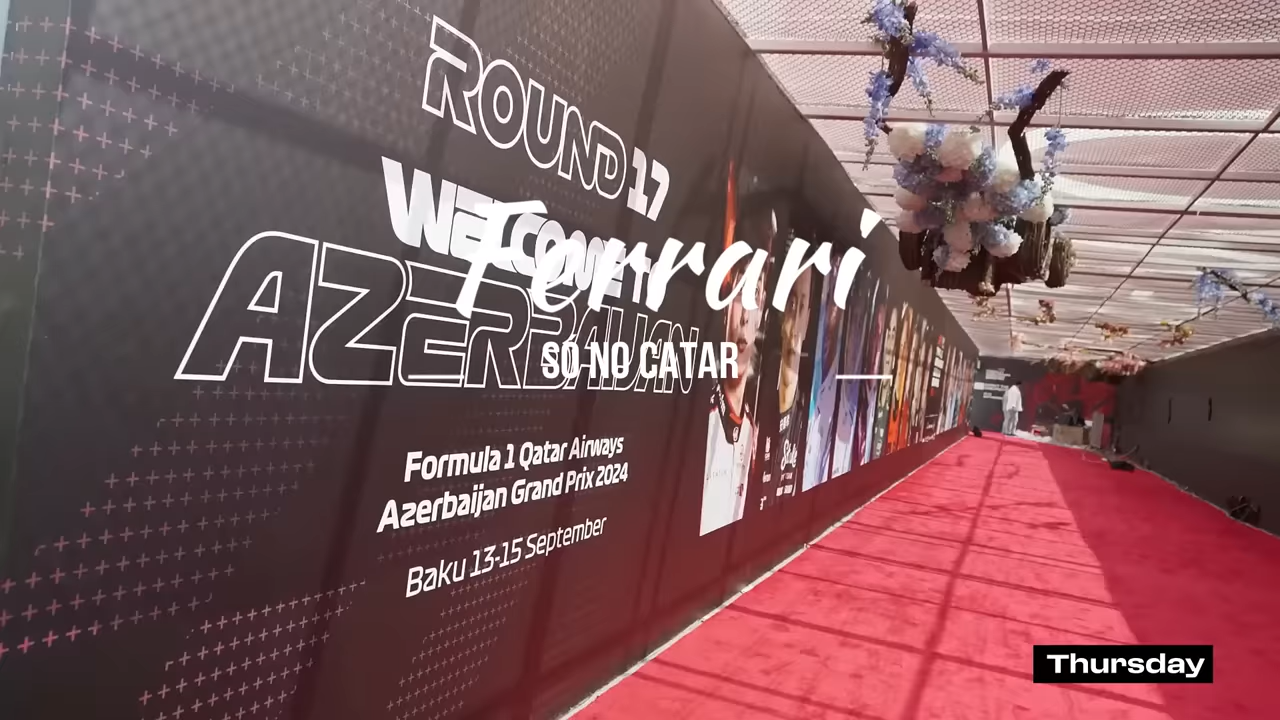 ROUND 17
WELCOME TO
AZERBAIJAN
Ferrari
SÓ NO CATAR
Formula 1 Qatar Airways
Azerbaijan Grand Prix 2024
Baku 13-15 September
Stake
Thursday